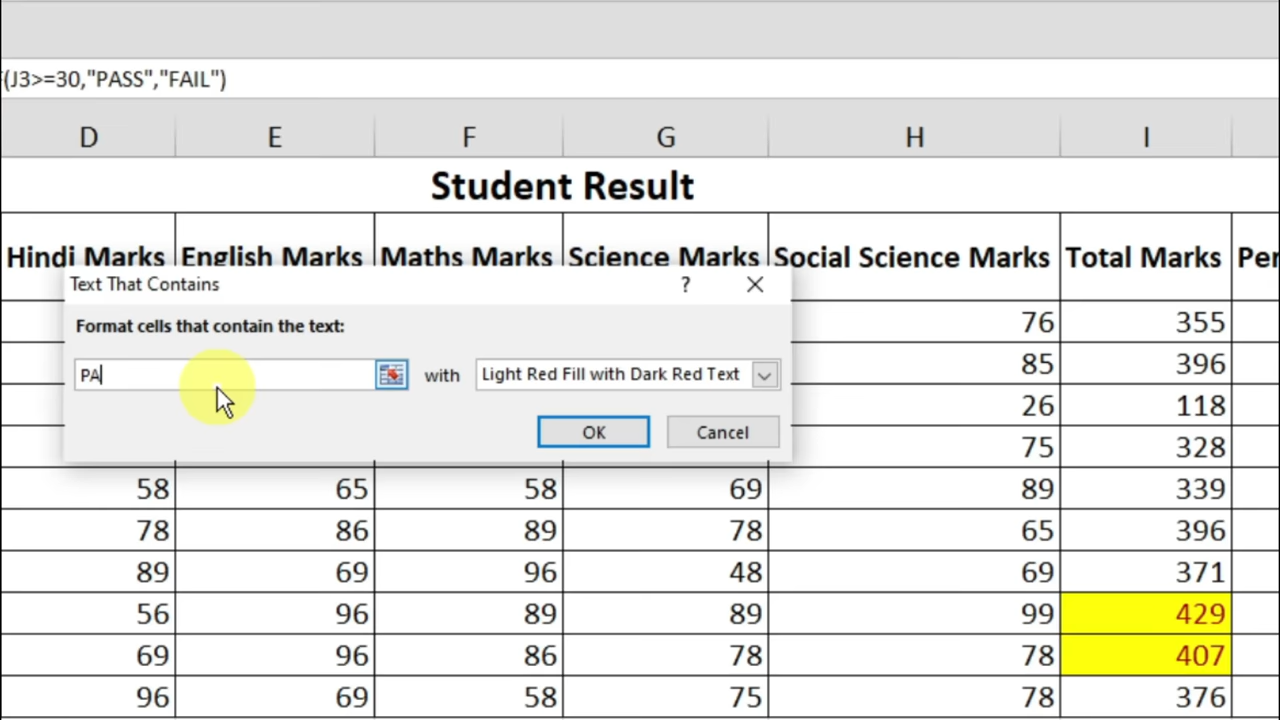 (J3>=30,"PASS","FAIL")
D E F G H I
Student Result
Hindi Marks English Marks Maths Marks Science Marks Social Science Marks Total Marks
Text That Contains ? 
Format cells that contain the text:
76 355
PA with Light Red Fill with Dark Red Text
85 396
26 118
OK Cancel
75 328
58 65 58 69 89 339
78 86 89 78 65 396
89 69 96 48 69 371
56 96 89 89 99 429
69 96 86 78 78 407
96 69 58 75 78 376